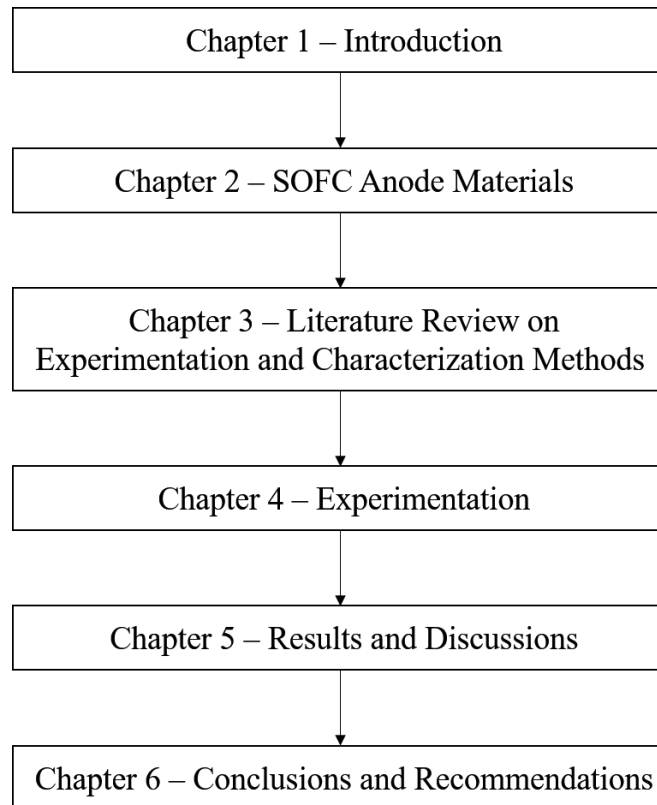 Chapter 1 – Introduction
Chapter 2 – SOFC Anode Materials
Chapter 3 – Literature Review on
Experimentation and Characterization Methods
Chapter 4 – Experimentation
Chapter 5 – Results and Discussions
Chapter 6 – Conclusions and Recommendations